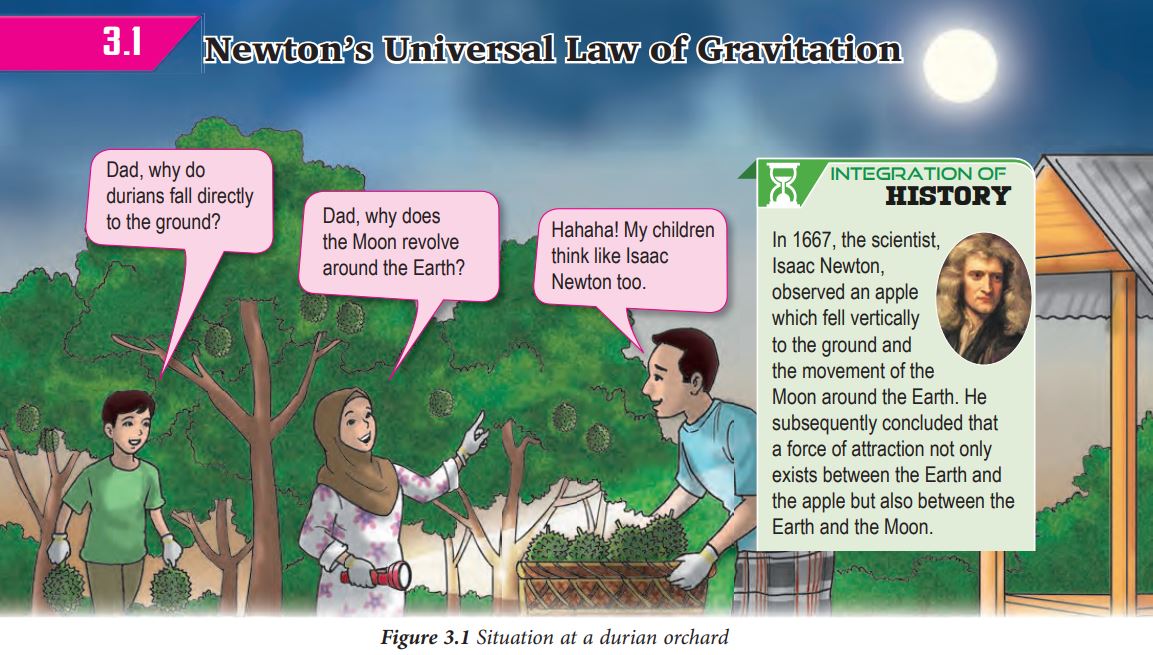 3.1
Newton's Universal Law of Gravitation
Dad, why do
durians fall directly
to the ground?
Dad, why does
the Moon revolve
around the Earth?
Hahaha! My children
think like Isaac
Newton too.
INTEGRATION OF
HISTORY
In 1667, the scientist,
Isaac Newton,
observed an apple
which fell vertically
to the ground and
the movement of the
Moon around the Earth. He
subsequently concluded that
a force of attraction not only
exists between the Earth and
the apple but also between the
Earth and the Moon.
Figure 3.1 Situation at a durian orchard